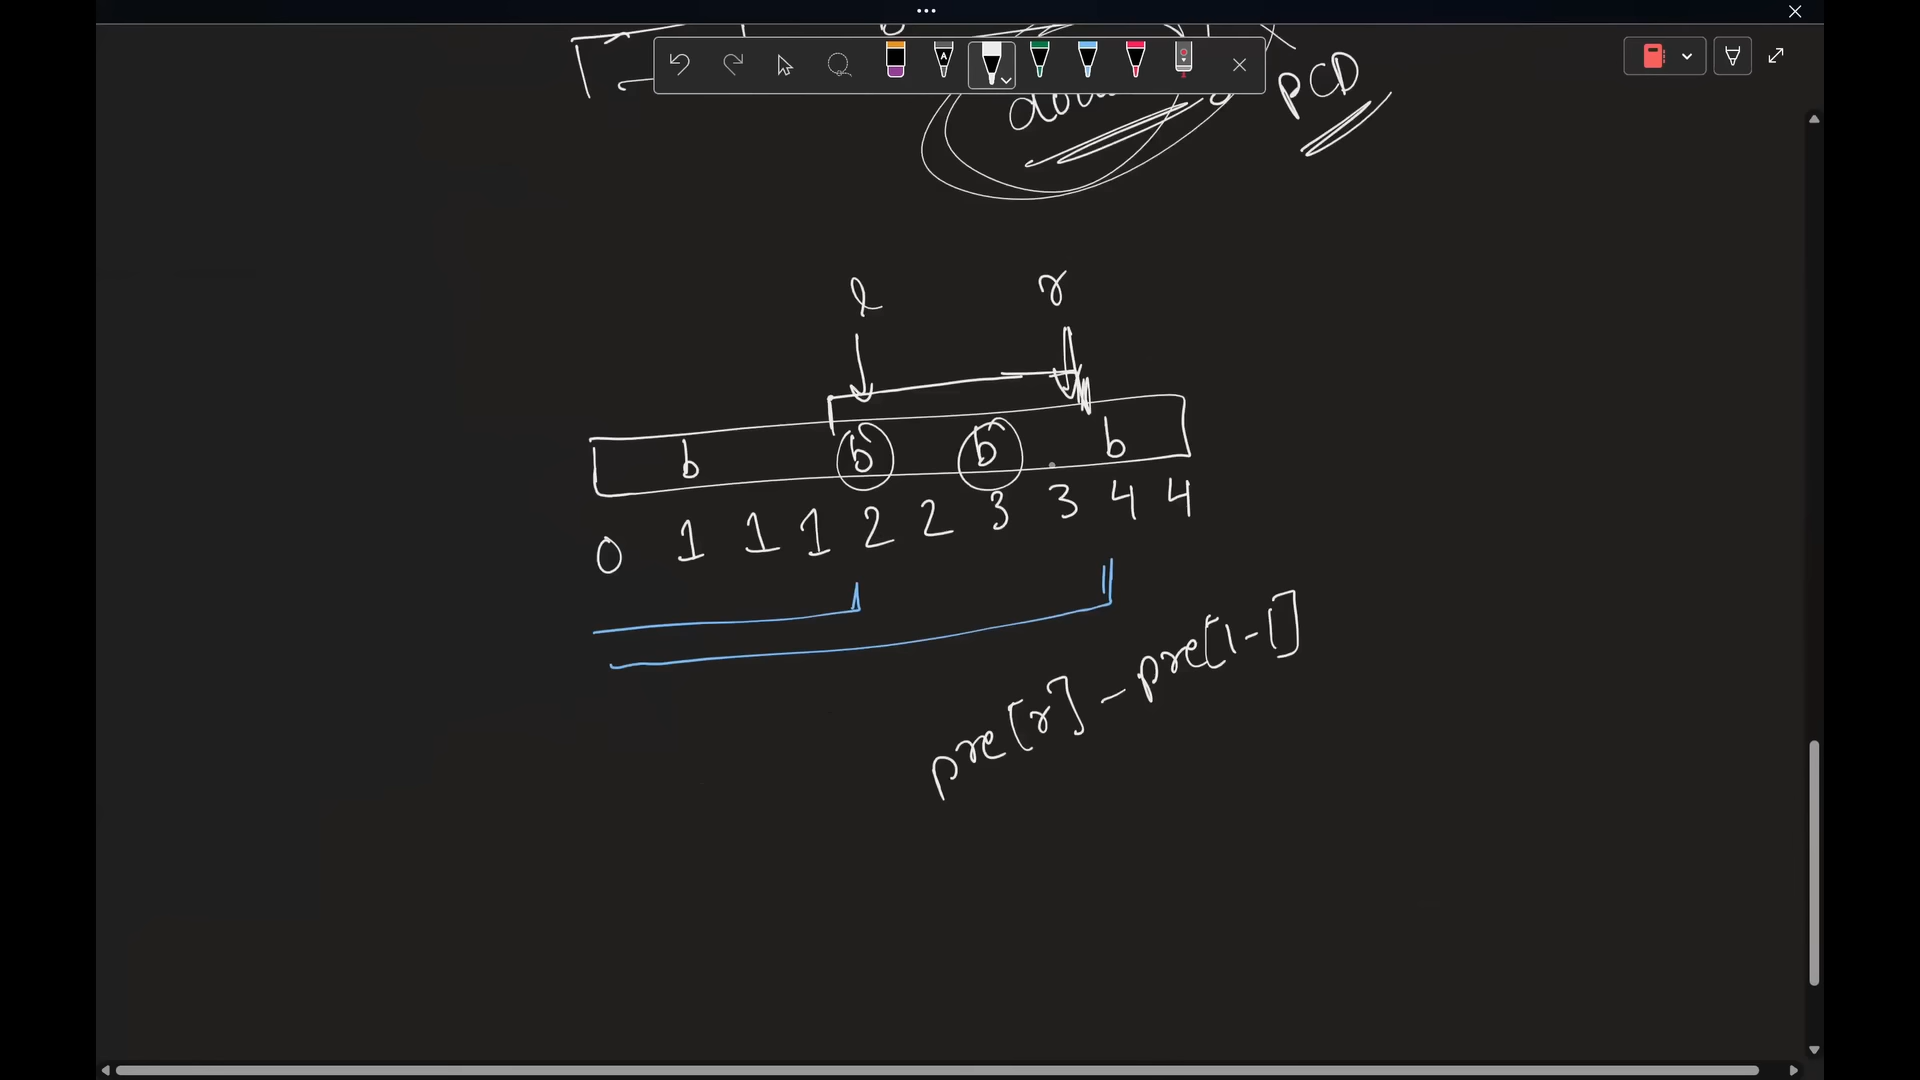 PCD
l r
b b b b
0 1 1 1 2 2 3 3 4 4
pre[r] - pre[l-1]